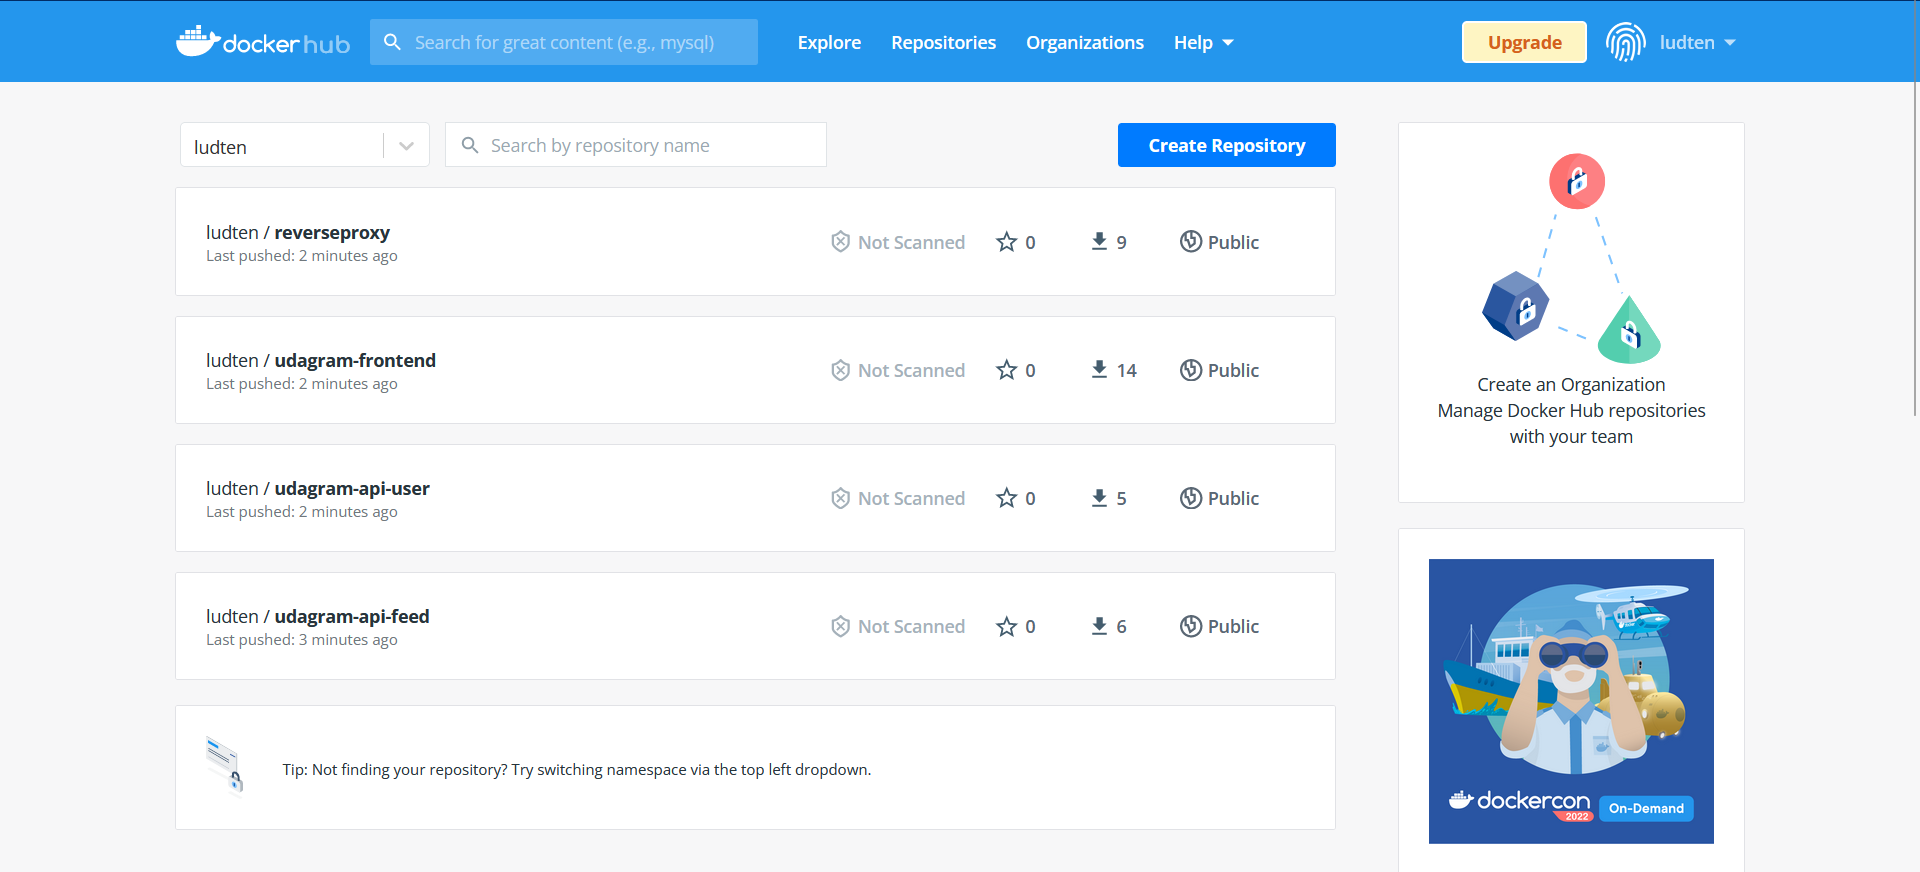 docker hub
Search for great content (e.g., mysql)
Explore
Repositories
Organizations
Help
Upgrade
ludten
ludten
Search by repository name
Create Repository
ludten / reverseproxy
Last pushed: 2 minutes ago
Not Scanned
0
9
Public
ludten / udagram-frontend
Last pushed: 2 minutes ago
Not Scanned
0
14
Public
ludten / udagram-api-user
Last pushed: 2 minutes ago
Not Scanned
0
5
Public
ludten / udagram-api-feed
Last pushed: 3 minutes ago
Not Scanned
0
6
Public
Tip: Not finding your repository? Try switching namespace via the top left dropdown.
Create an Organization
Manage Docker Hub repositories
with your team
dockercon
2022
On-Demand